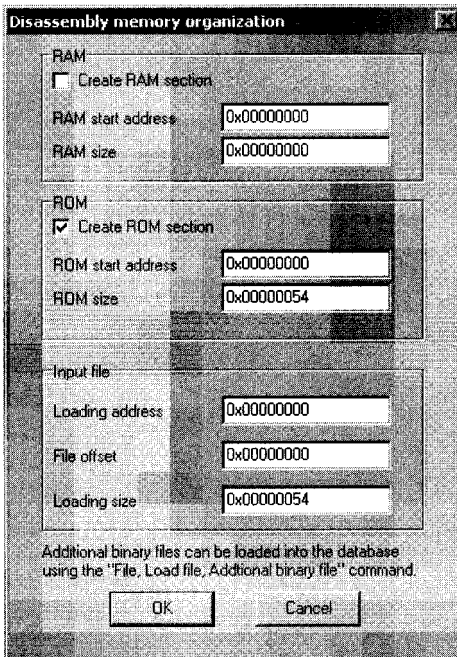 Disassembly memory organization
RAM
Create RAM section
RAM start address 0x00000000
RAM size 0x00000000
ROM
Create ROM section
ROM start address 0x00000000
ROM size 0x00000054
Input file
Loading address 0x00000000
File offset 0x00000000
Loading size 0x00000054
Additional binary files can be loaded into the database
using the "File, Load file, Addtional binary file" command.
OK Cancel